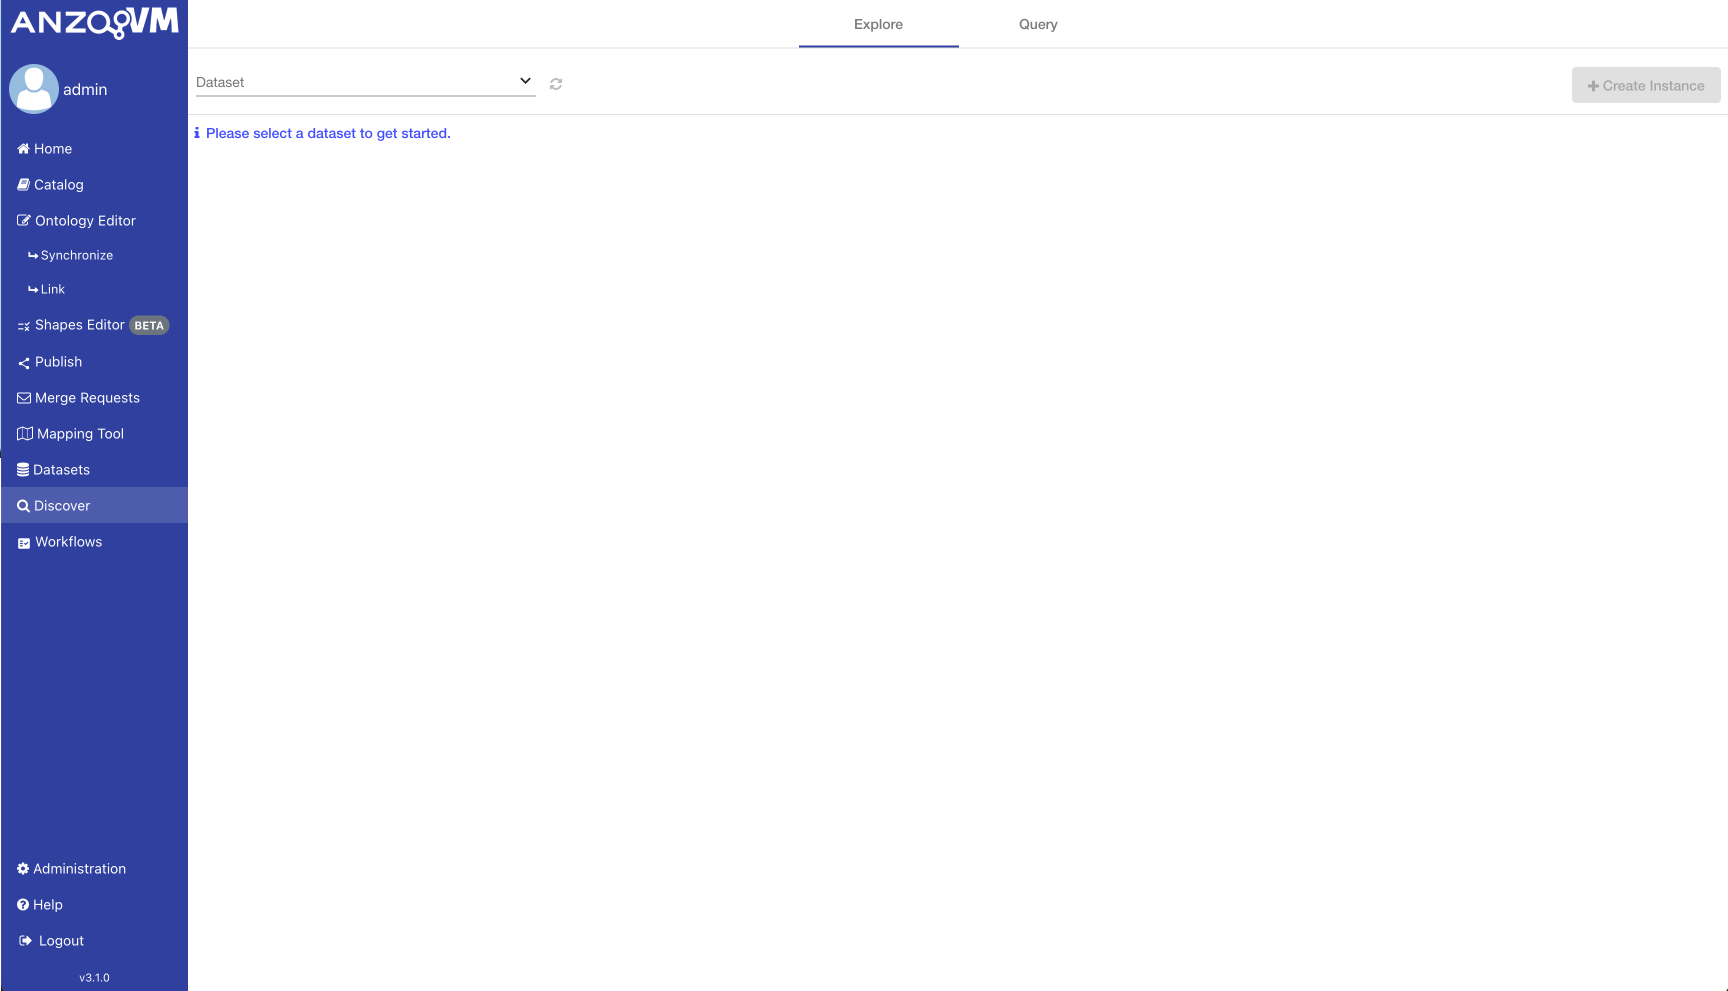 ANZOVM
admin
Home
Catalog
Ontology Editor
Synchronize
Link
Shapes Editor BETA
Publish
Merge Requests
Mapping Tool
Datasets
Discover
Workflows
Administration
Help
Logout
v3.1.0
Explore
Query
Dataset
Create Instance
Please select a dataset to get started.